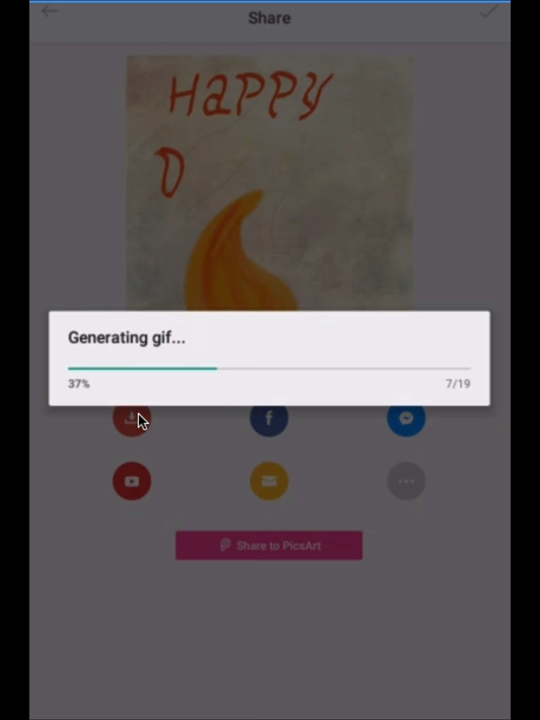 Share
HAPPY
D
Generating gif...
37%
7/19
Share to PicsArt